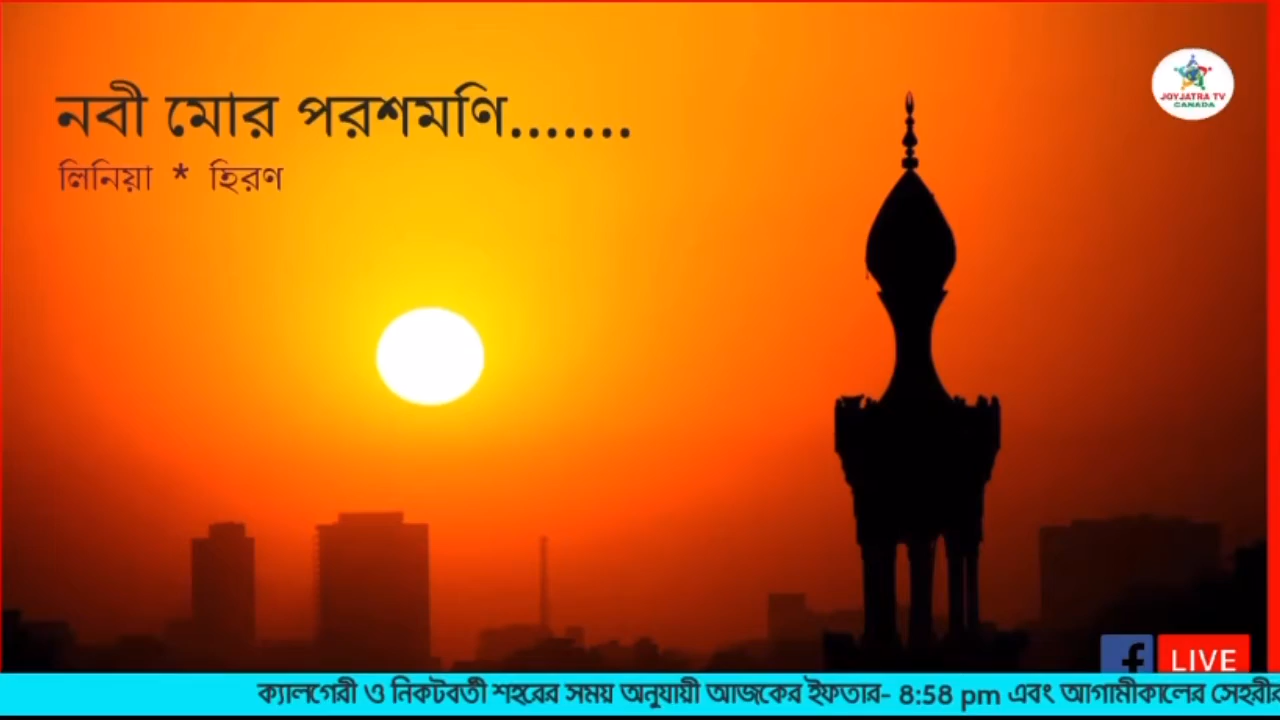 নবী মোর পরশমণি.......
লিনিয়া * হিরণ
JOYJATRA TV
CANADA
f LIVE
ক্যালগেরী ও নিকটবর্তী শহরের সময় অনুযায়ী আজকের ইফতার- 8:58 pm এবং আগামীকালের সেহরীর